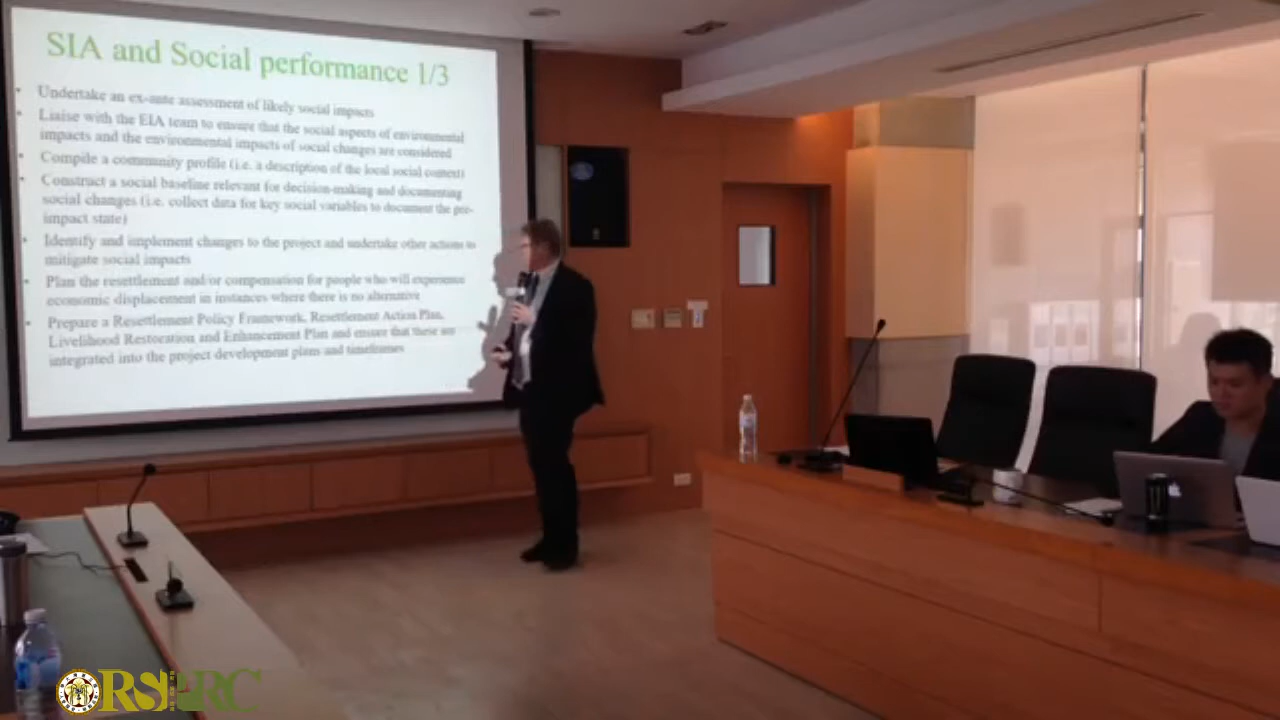 SIA and Social performance 1/3
• Undertake an ex-ante assessment of likely social impacts
• Liaise with the EIA team to ensure that the social aspects of environmental
impacts and the environmental impacts of social changes are considered
• Compile a community profile (i.e. a description of the local social context)
• Construct a social baseline relevant for decision-making and documenting
social changes (i.e. collect data for key social variables to document the pre-
impact state)
• Identify and implement changes to the project and undertake other actions to
mitigate social impacts
• Plan the resettlement and/or compensation for people who will experience
economic displacement in instances where there is no alternative
• Prepare a Resettlement Policy Framework, Resettlement Action Plan,
Livelihood Restoration and Enhancement Plan and ensure that these are
integrated into the project development plans and timeframes
RSPRC